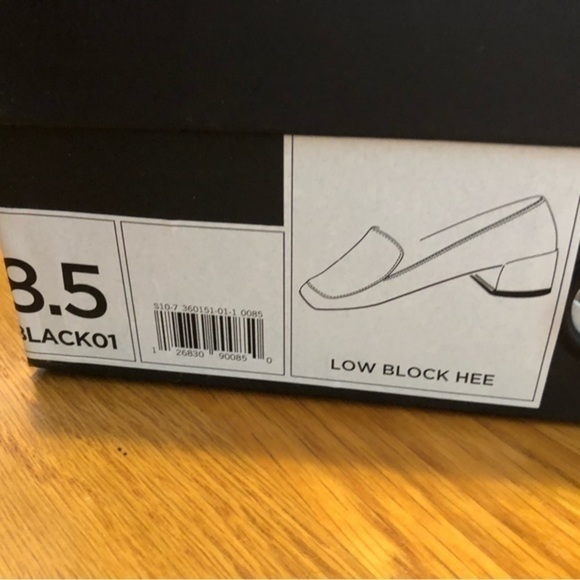 8.5
BLACK01
S10-7 360151-01-1 0085
1 26830 90085 0
LOW BLOCK HEE